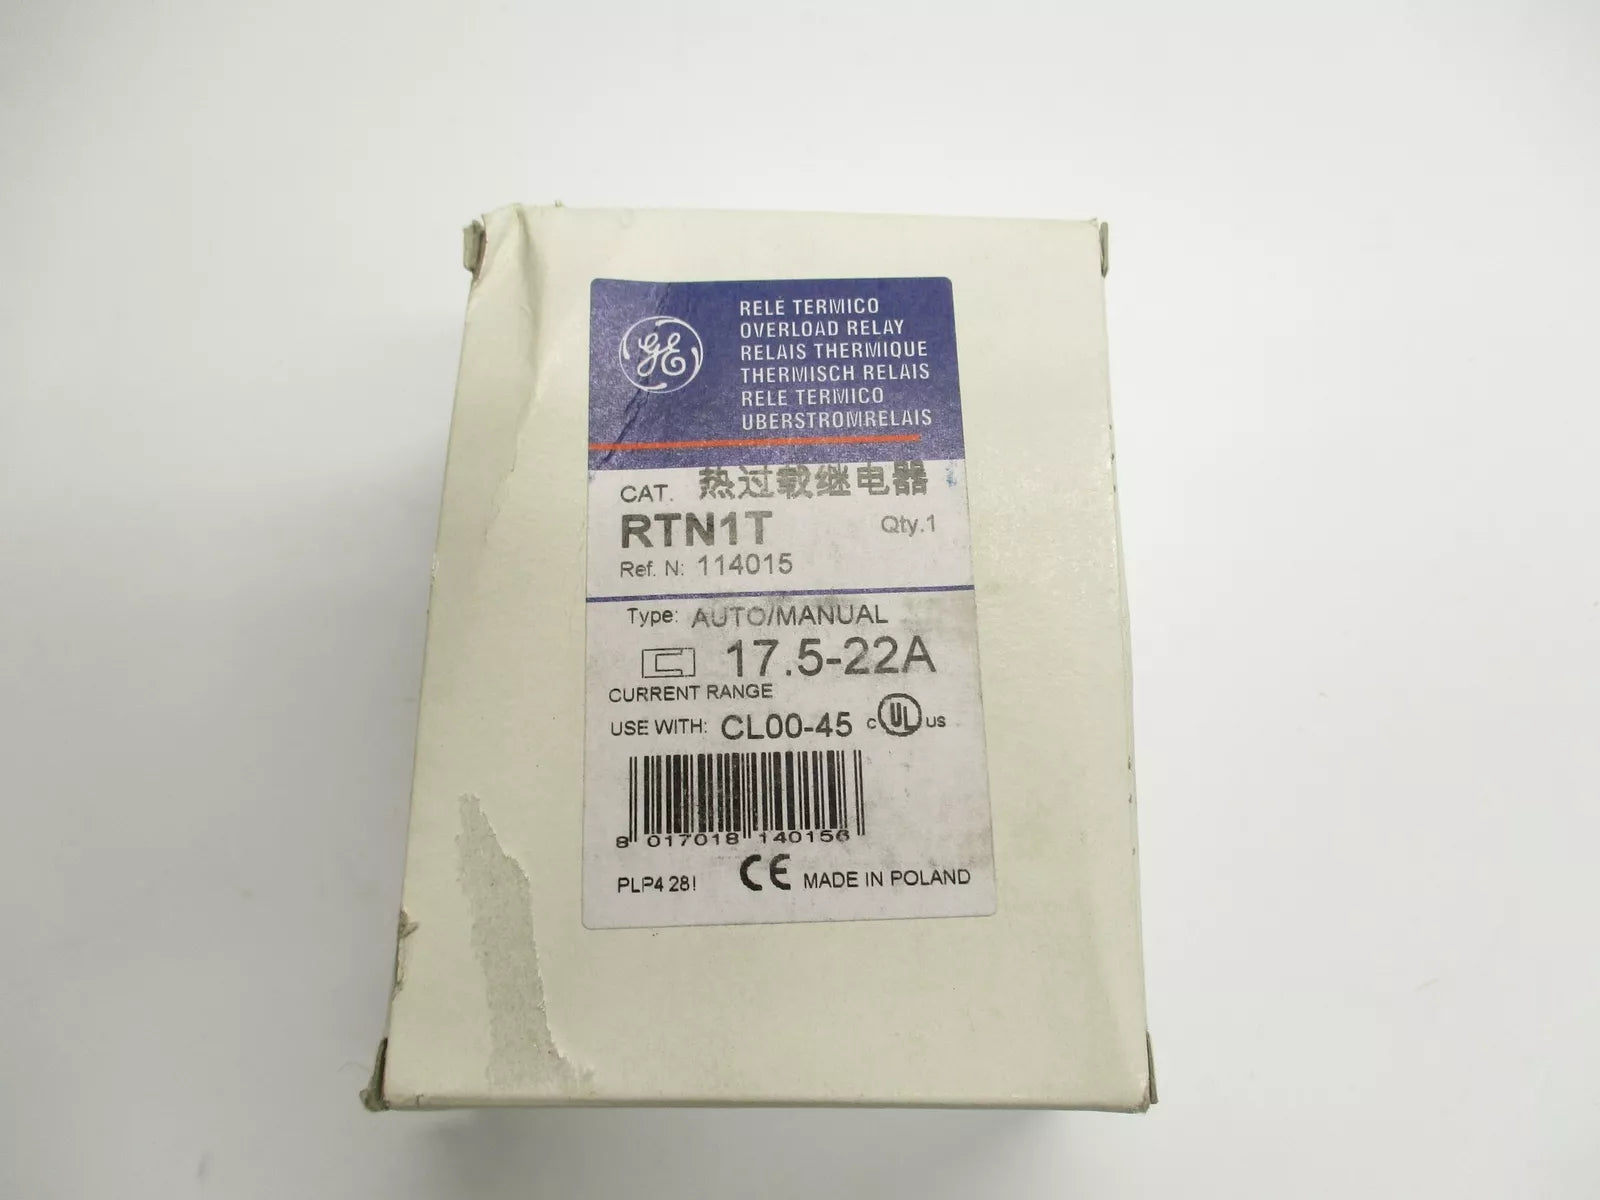 GE
RELÉ TERMICO
OVERLOAD RELAY
RELAIS THERMIQUE
THERMISCH RELAIS
RELE TERMICO
UBERSTROMRELAIS
CAT. 热过载继电器
RTN1T Qty.1
Ref. N: 114015
Type: AUTO/MANUAL
17.5-22A
CURRENT RANGE
USE WITH: CL00-45 c UL us
8 017018 140156
PLP4 28! CE MADE IN POLAND